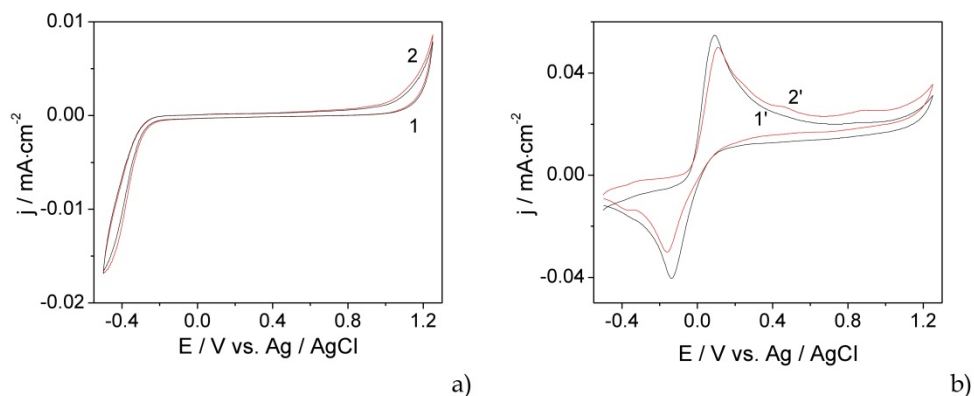 0.01
0.00
-0.01
-0.02
j / mA·cm-2
-0.4 0.0 0.4 0.8 1.2
E / V vs. Ag / AgCl
2
1
a)
0.04
0.00
-0.04
j / mA·cm-2
-0.4 0.0 0.4 0.8 1.2
E / V vs. Ag / AgCl
2'
1'
b)